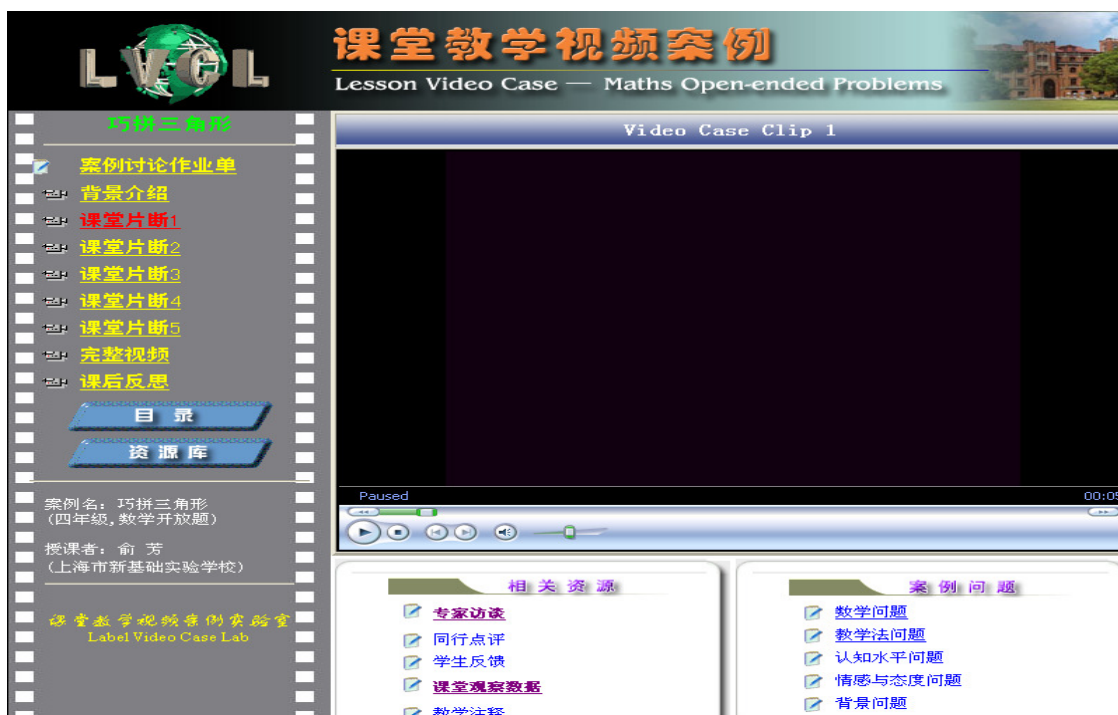 LVCL
课堂教学视频案例
Lesson Video Case — Maths Open-ended Problems
巧拼三角形
案例讨论作业单
背景介绍
课堂片断1
课堂片断2
课堂片断3
课堂片断4
课堂片断5
完整视频
课后反思
目 录
资 源 库
案例名：巧拼三角形
(四年级,数学开放题)
授课者：俞 芳
(上海市新基础实验学校)
课堂教学视频案例实验室
Label Video Case Lab
Video Case Clip 1
Paused
相 关 资 源
专家访谈
同行点评
学生反馈
课堂观察数据
教学注释
案 例 问 题
数学问题
教学法问题
认知水平问题
情感与态度问题
背景问题